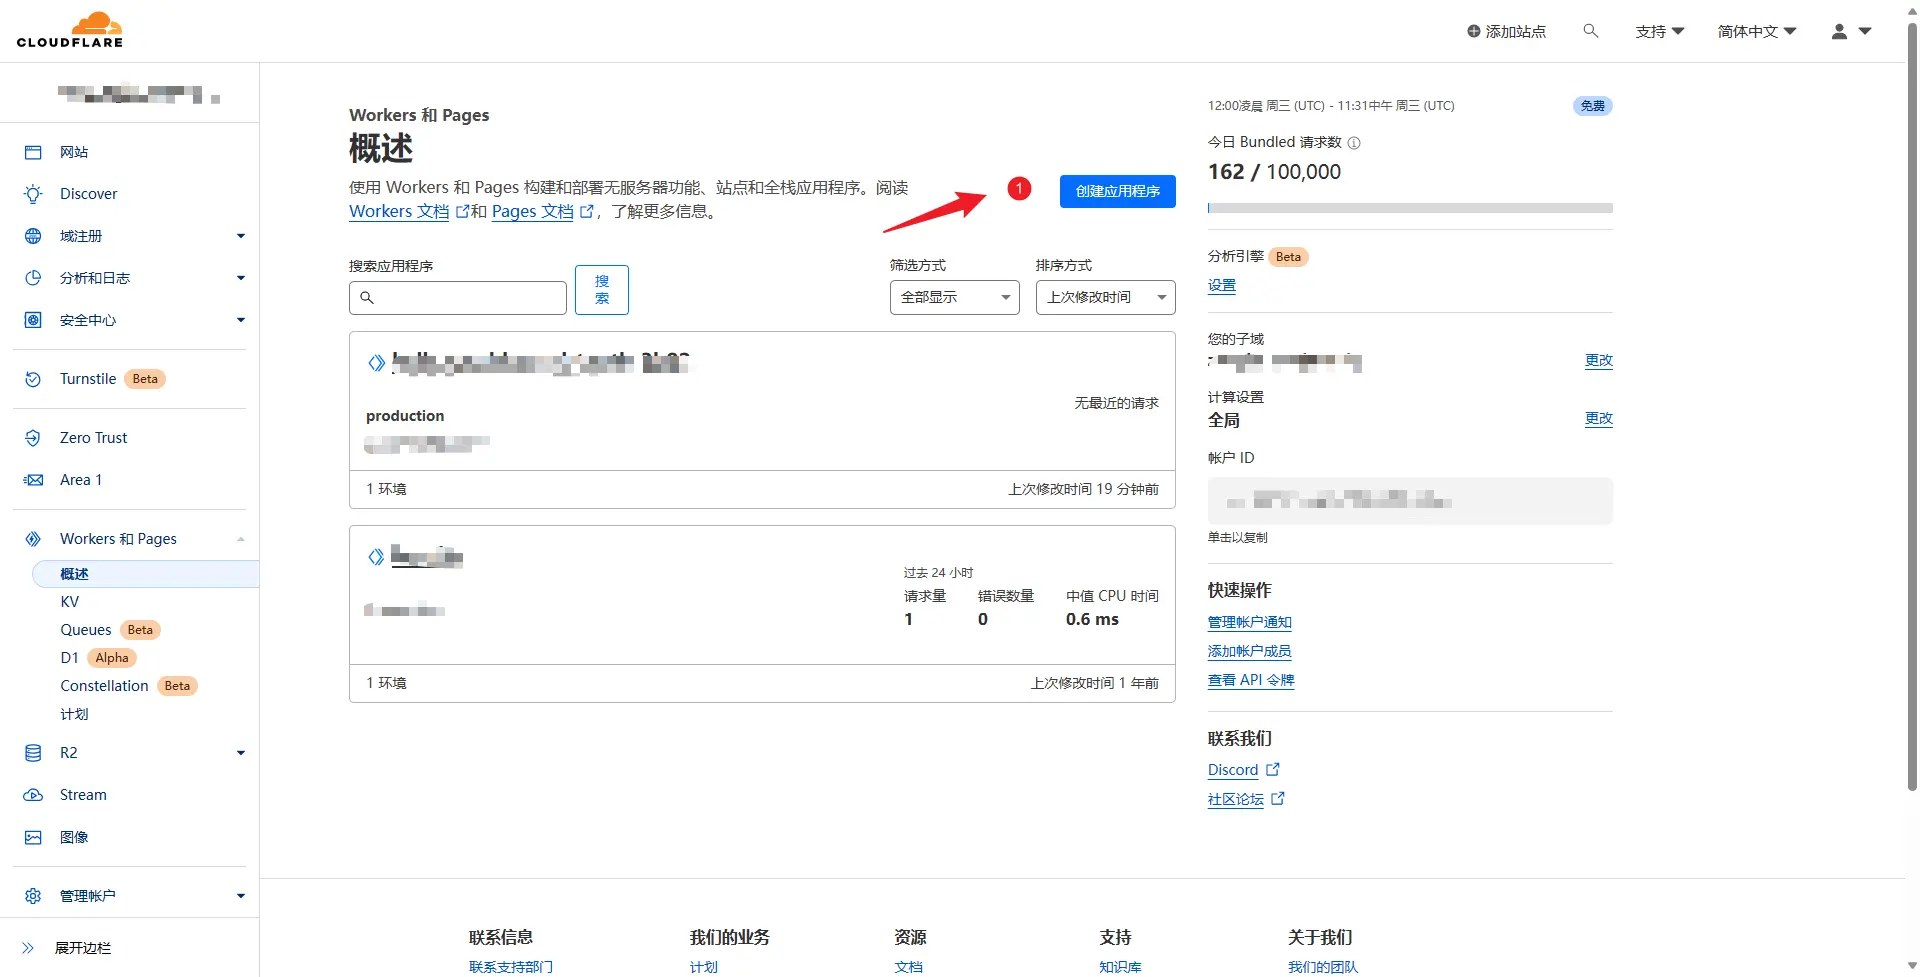 CLOUDFLARE
添加站点
支持
简体中文
网站
Discover
域注册
分析和日志
安全中心
Turnstile Beta
Zero Trust
Area 1
Workers 和 Pages
概述
KV
Queues Beta
D1 Alpha
Constellation Beta
计划
R2
Stream
图像
管理帐户
展开边栏
Workers 和 Pages
概述
使用 Workers 和 Pages 构建和部署无服务器功能、站点和全栈应用程序。阅读
Workers 文档 和 Pages 文档 ，了解更多信息。
1
创建应用程序
搜索应用程序
搜
索
筛选方式
全部显示
排序方式
上次修改时间
production
无最近的请求
1 环境
上次修改时间 19 分钟前
过去 24 小时
请求量 错误数量 中值 CPU 时间
1 0 0.6 ms
1 环境
上次修改时间 1 年前
12:00凌晨 周三 (UTC) - 11:31中午 周三 (UTC)
免费
今日 Bundled 请求数
162 / 100,000
分析引擎 Beta
设置
您的子域
更改
计算设置
全局
更改
帐户 ID
单击以复制
快速操作
管理帐户通知
添加帐户成员
查看 API 令牌
联系我们
Discord
社区论坛
联系信息 我们的业务 资源 支持 关于我们
联系支持部门 计划 文档 知识库 我们的团队